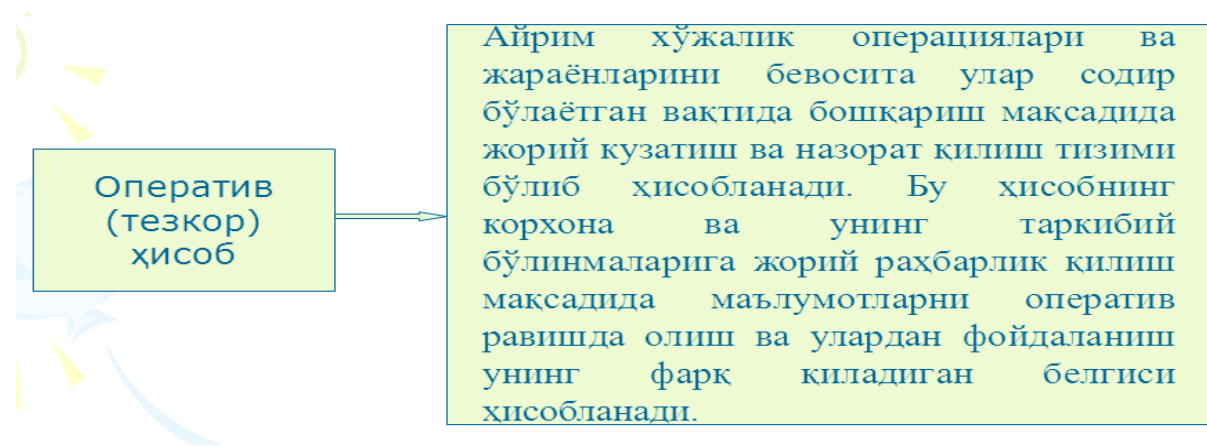 Оператив
(тезкор)
ҳисоб
Айрим хўжалик операциялари ва
жараёнларини бевосита улар содир
бўлаётган вақтида бошқариш мақсадида
жорий кузатиш ва назорат қилиш тизими
бўлиб ҳисобланади. Бу ҳисобнинг
корхона ва унинг таркибий
бўлинмаларига жорий раҳбарлик қилиш
мақсадида маълумотларни оператив
равишда олиш ва улардан фойдаланиш
унинг фарқ қиладиган белгиси
ҳисобланади.